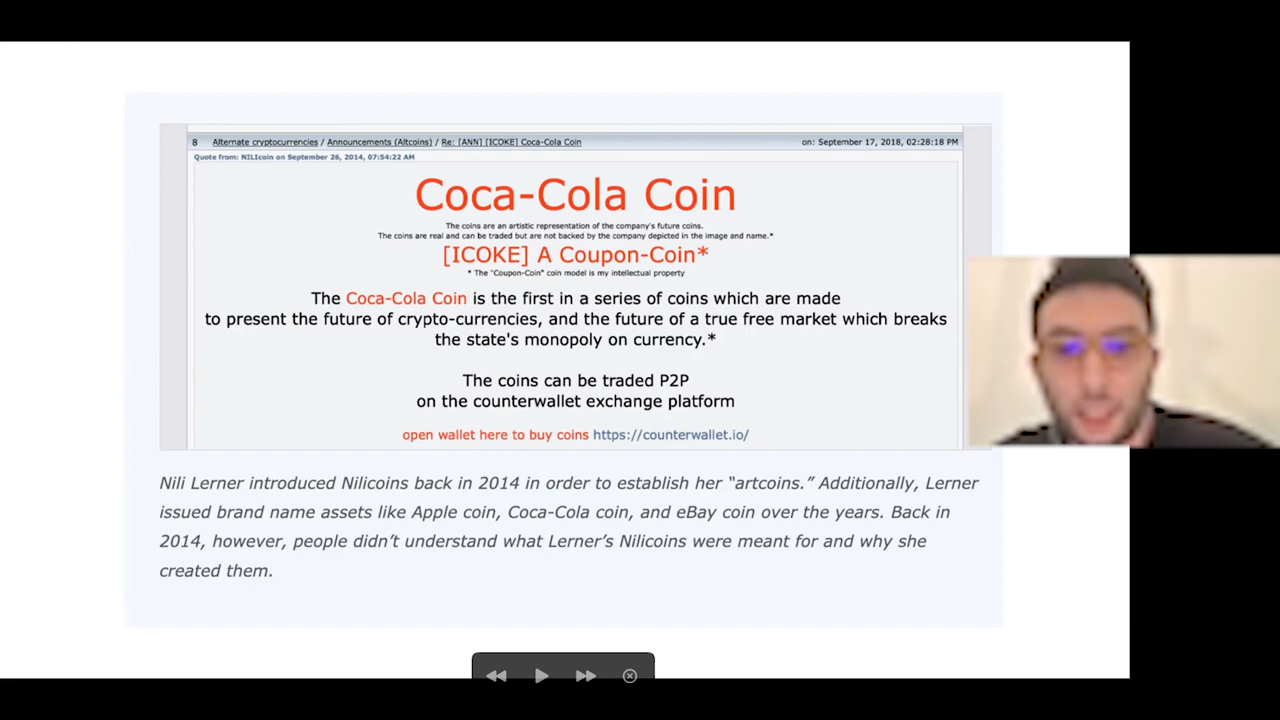 8 Alternate cryptocurrencies / Announcements (Altcoins) / Re: [ANN] [ICOKE] Coca-Cola Coin on: September 17, 2018, 02:28:18 PM
Quote from: NILIcoin on September 26, 2014, 07:54:22 AM
Coca-Cola Coin
The coins are an artistic representation of the company's future coins.
The coins are real and can be traded but are not backed by the company depicted in the image and name.*
[ICOKE] A Coupon-Coin*
* The "Coupon-Coin" coin model is my intellectual property
The Coca-Cola Coin is the first in a series of coins which are made
to present the future of crypto-currencies, and the future of a true free market which breaks
the state's monopoly on currency.*
The coins can be traded P2P
on the counterwallet exchange platform
open wallet here to buy coins https://counterwallet.io/
Nili Lerner introduced Nilicoins back in 2014 in order to establish her “artcoins.” Additionally, Lerner
issued brand name assets like Apple coin, Coca-Cola coin, and eBay coin over the years. Back in
2014, however, people didn’t understand what Lerner’s Nilicoins were meant for and why she
created them.